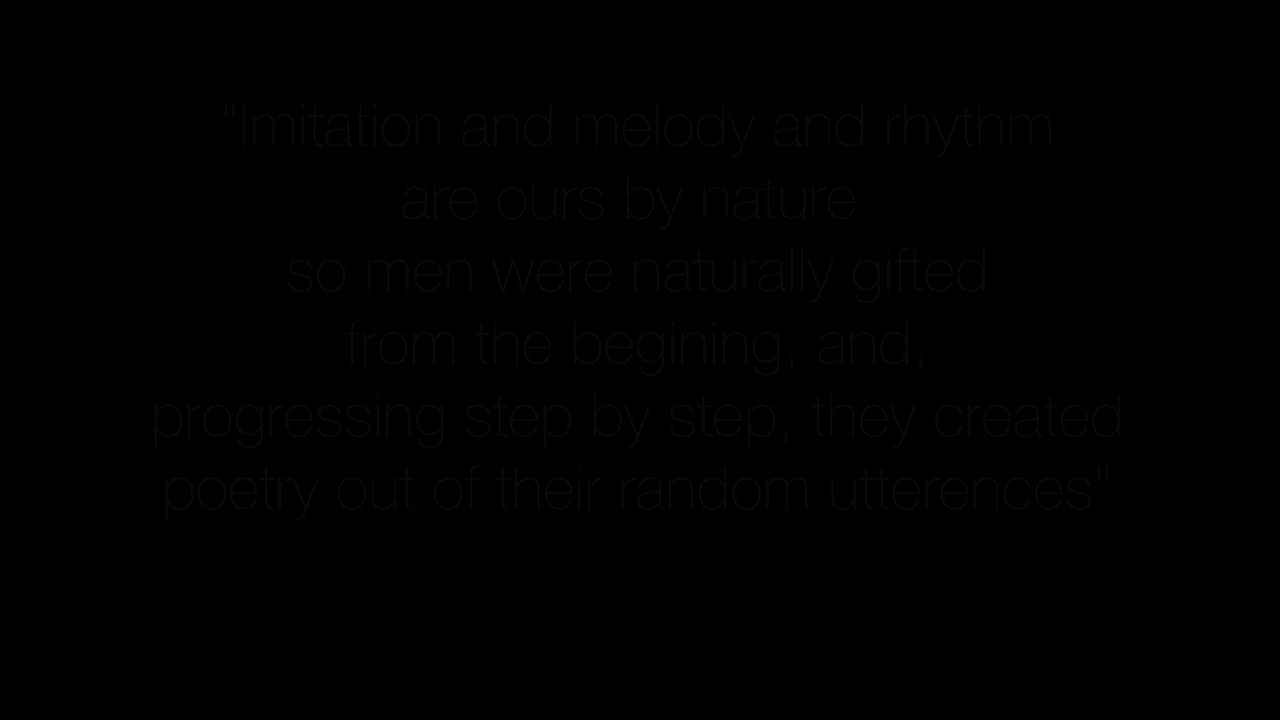 "Imitation and melody and rhythm
are ours by nature
so men were naturally gifted
from the begining, and,
progressing step by step, they created
poetry out of their random utterences"